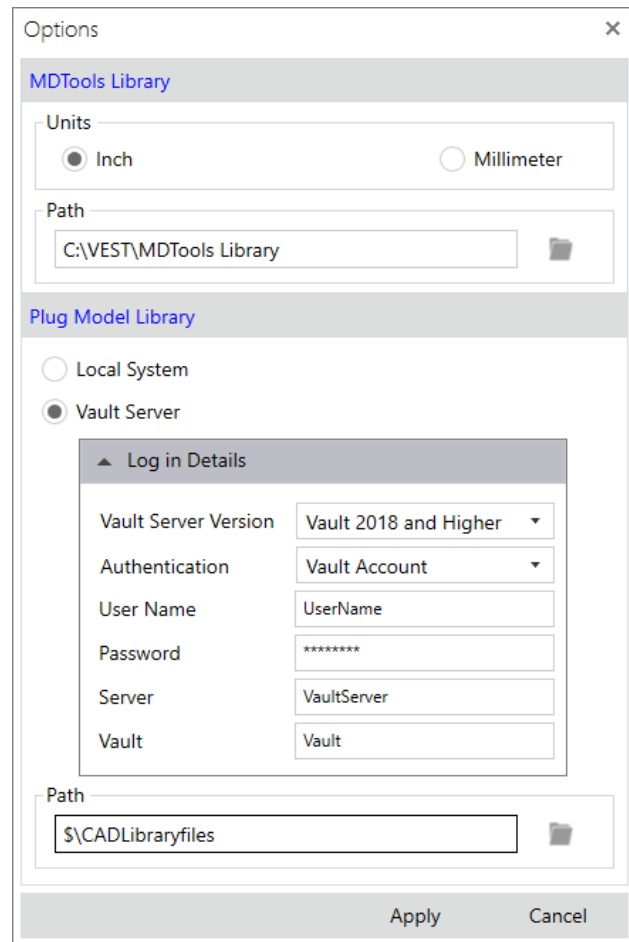 Options
MDTools Library
Units
Inch Millimeter
Path
C:\VEST\MDTools Library
Plug Model Library
Local System
Vault Server
Log in Details
Vault Server Version Vault 2018 and Higher
Authentication Vault Account
User Name UserName
Password ********
Server VaultServer
Vault Vault
Path
$\CADLibraryfiles
Apply Cancel